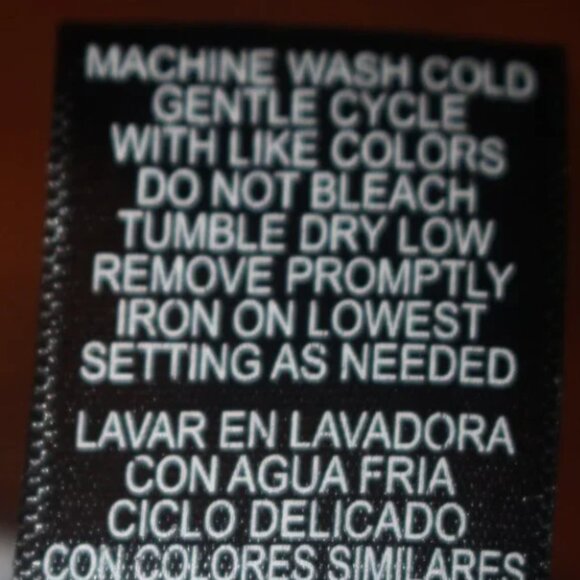 MACHINE WASH COLD
GENTLE CYCLE
WITH LIKE COLORS
DO NOT BLEACH
TUMBLE DRY LOW
REMOVE PROMPTLY
IRON ON LOWEST
SETTING AS NEEDED
LAVAR EN LAVADORA
CON AGUA FRIA
CICLO DELICADO
CON COLORES SIMILARES